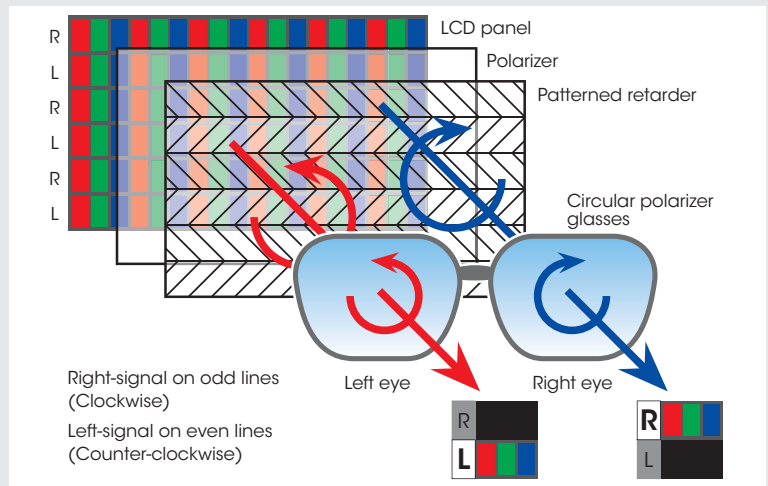 R
LCD panel
L
Polarizer
R
Patterned retarder
L
R
L
Circular polarizer
glasses
Left eye
Right eye
Right-signal on odd lines
(Clockwise)
Left-signal on even lines
(Counter-clockwise)
R
L
R
L